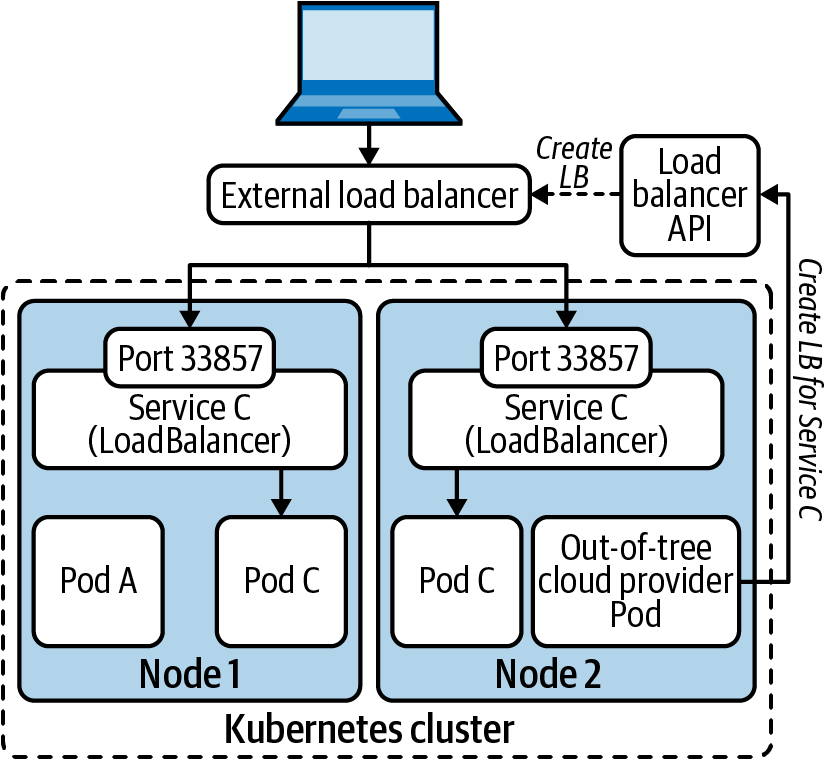 Create
LB
Load
balancer
API
External load balancer
Create LB for Service C
Port 33857
Service C
(LoadBalancer)
Port 33857
Service C
(LoadBalancer)
Pod A
Pod C
Pod C
Out-of-tree
cloud provider
Pod
Node 1
Node 2
Kubernetes cluster